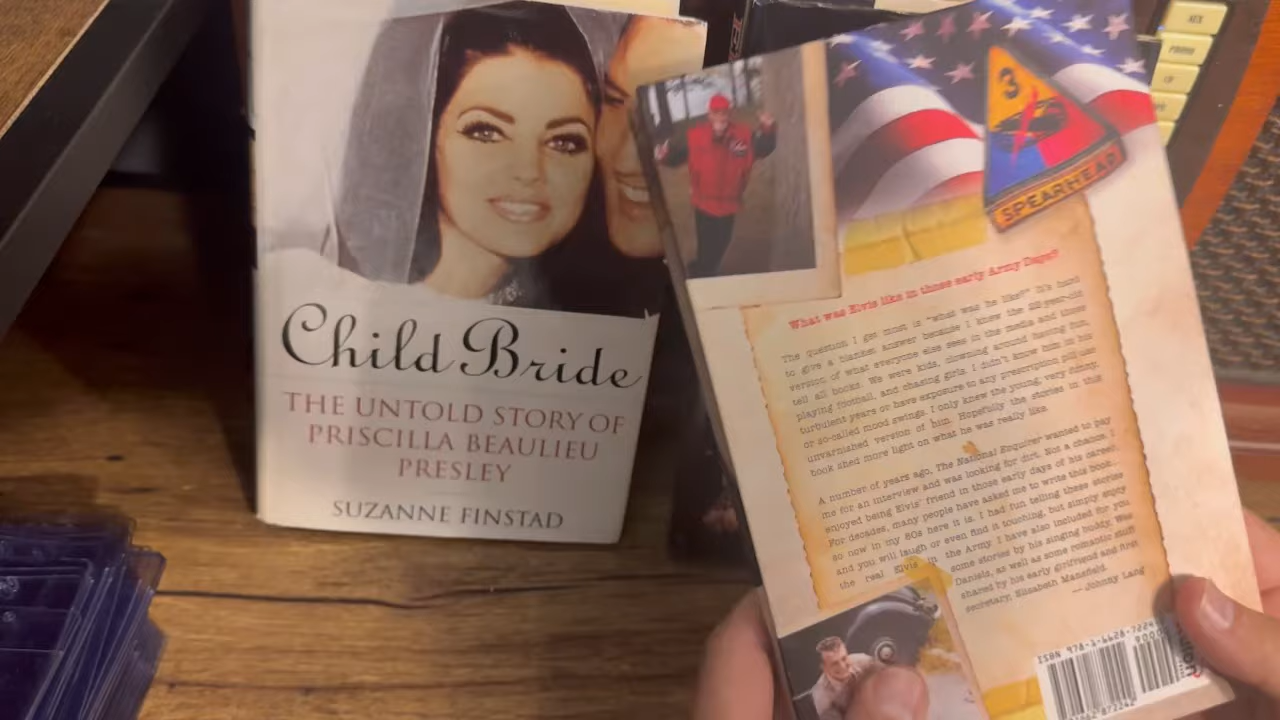 Child Bride
THE UNTOLD STORY OF
PRISCILLA BEAULIEU
PRESLEY
SUZANNE FINSTAD
3
SPEARHEAD
What was Elvis like in those early Army Days?
The question I get most is "what was he like?" It's hard
to give a blanket answer because I knew the 22-year-old
version of what everyone else sees in the media and those
tell all books. We were kids, clowning around having fun,
playing football, and chasing girls. I didn't know him in his
turbulent years or have exposure to any prescription pill use
or so-called mood swings. I only knew the young, very funny,
unvarnished version of him. Hopefully the stories in this
book shed more light on what he was really like.
A number of years ago, The National Enquirer wanted to pay
me for an interview and was looking for dirt. Not a chance. I
enjoyed being Elvis' friend in those early days of his career.
For decades, many people have asked me to write this book,
so now in my 80s here it is. I had fun telling these stories
and you will laugh or even find it touching, but simply enjoy
the real Elvis in the Army. I have also included for you
some stories by his singing buddy, Wes
Daniels, as well as some romantic stuff
shared by his early girlfriend and first
secretary, Elisabeth Mansfield.
— Johnny Lang
ISBN 978-1-6628-7224
9000